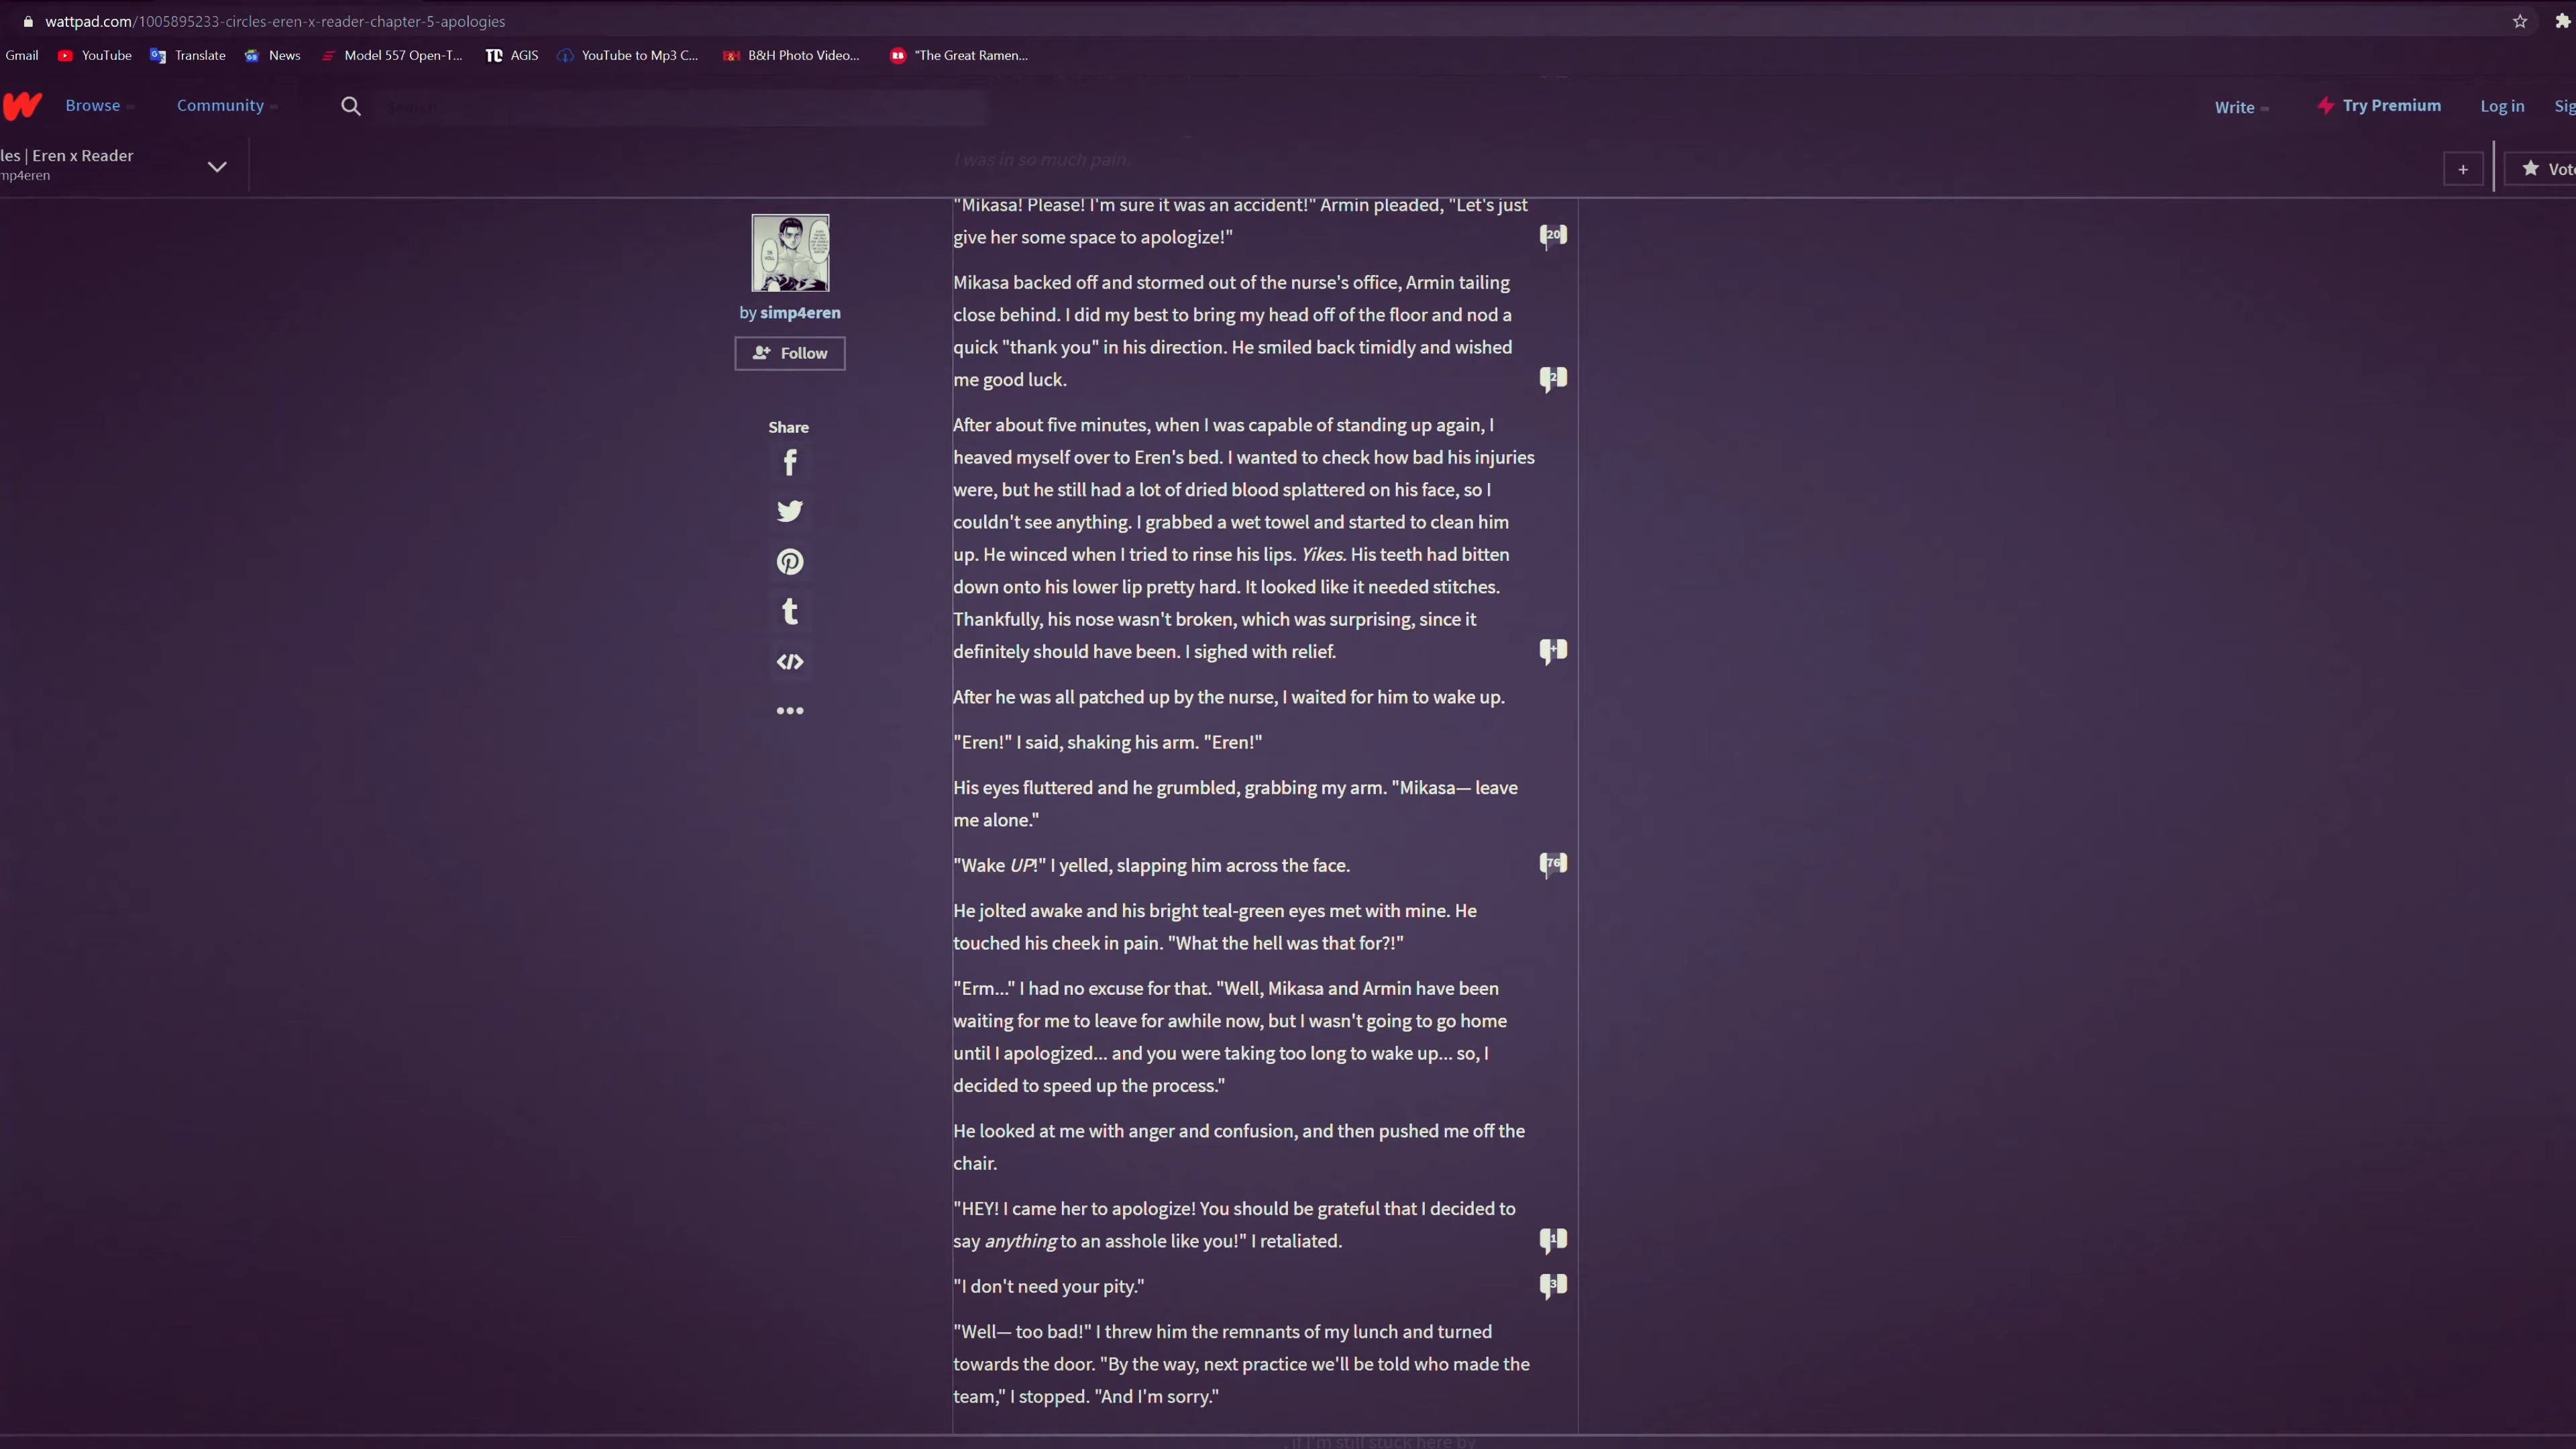 wattpad.com/1005895233-circles-eren-x-reader-chapter-5-apologies
Gmail YouTube Translate News Model 557 Open-T... AGIS YouTube to Mp3 C... B&H Photo Video... "The Great Ramen...
Browse Community Search Write Try Premium Log in Sig
les | Eren x Reader
mp4eren
I was in so much pain.
+ Vote
"Mikasa! Please! I'm sure it was an accident!" Armin pleaded, "Let's just
give her some space to apologize!"
20
by simp4eren
Follow
Share
Mikasa backed off and stormed out of the nurse's office, Armin tailing
close behind. I did my best to bring my head off of the floor and nod a
quick "thank you" in his direction. He smiled back timidly and wished
me good luck.
2
After about five minutes, when I was capable of standing up again, I
heaved myself over to Eren's bed. I wanted to check how bad his injuries
were, but he still had a lot of dried blood splattered on his face, so I
couldn't see anything. I grabbed a wet towel and started to clean him
up. He winced when I tried to rinse his lips. Yikes. His teeth had bitten
down onto his lower lip pretty hard. It looked like it needed stitches.
Thankfully, his nose wasn't broken, which was surprising, since it
definitely should have been. I sighed with relief.
+
After he was all patched up by the nurse, I waited for him to wake up.
"Eren!" I said, shaking his arm. "Eren!"
His eyes fluttered and he grumbled, grabbing my arm. "Mikasa— leave
me alone."
"Wake UP!" I yelled, slapping him across the face.
76
He jolted awake and his bright teal-green eyes met with mine. He
touched his cheek in pain. "What the hell was that for?!"
"Erm..." I had no excuse for that. "Well, Mikasa and Armin have been
waiting for me to leave for awhile now, but I wasn't going to go home
until I apologized... and you were taking too long to wake up... so, I
decided to speed up the process."
He looked at me with anger and confusion, and then pushed me off the
chair.
"HEY! I came her to apologize! You should be grateful that I decided to
say anything to an asshole like you!" I retaliated.
1
"I don't need your pity."
3
"Well— too bad!" I threw him the remnants of my lunch and turned
towards the door. "By the way, next practice we'll be told who made the
team," I stopped. "And I'm sorry."
if I'm still stuck here by